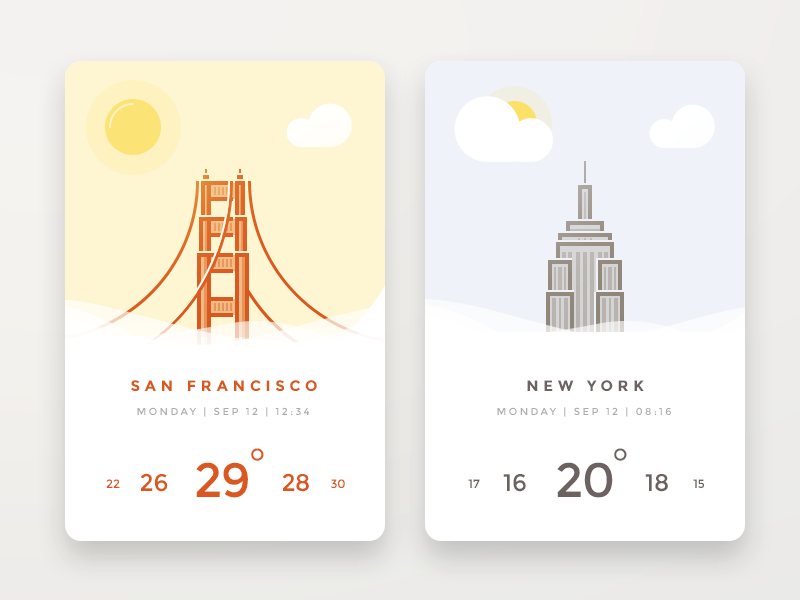 SAN FRANCISCO
MONDAY | SEP 12 | 12:34
22 26 29° 28 30
NEW YORK
MONDAY | SEP 12 | 08:16
17 16 20° 18 15